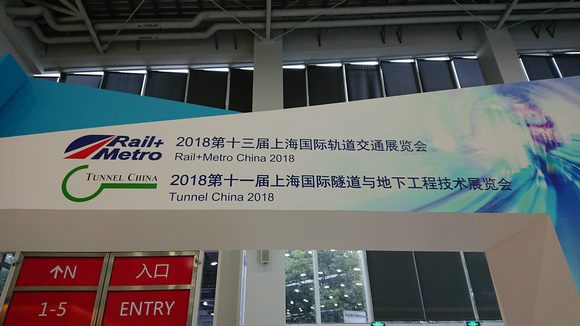 Rail+
Metro
2018第十三届上海国际轨道交通展览会
Rail+Metro China 2018
TUNNEL CHINA
2018第十一届上海国际隧道与地下工程技术展览会
Tunnel China 2018
↑N
入口
1-5
ENTRY